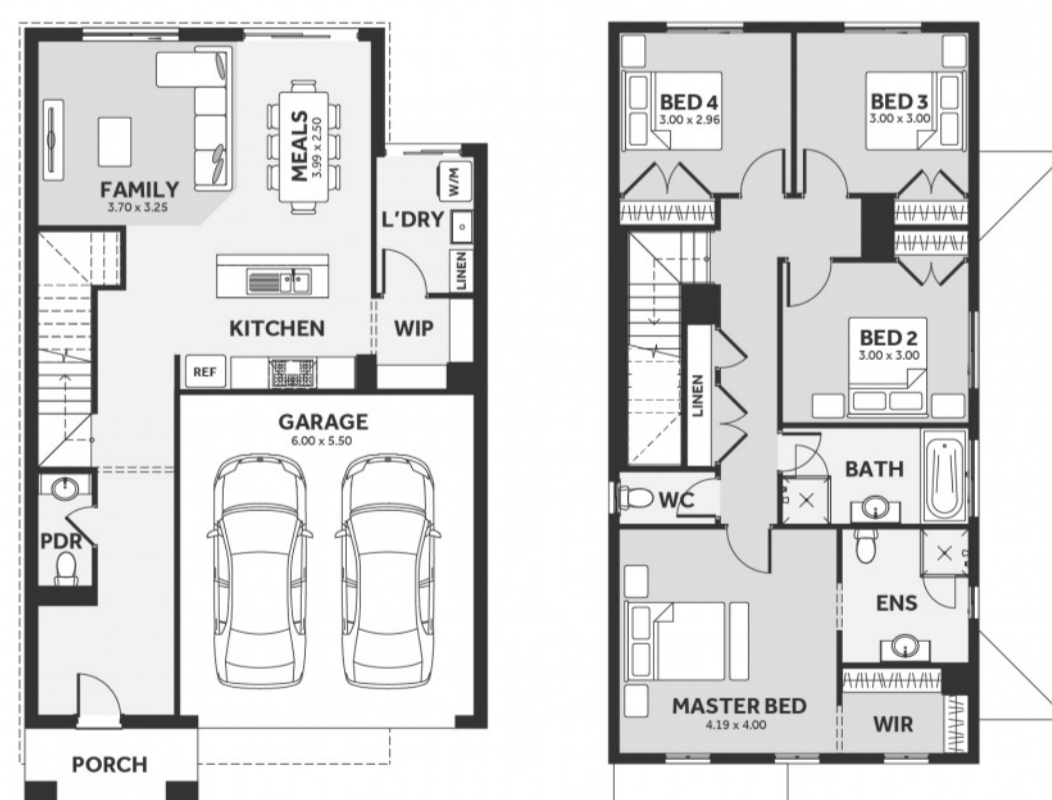 FAMILY
3.70 x 3.25
MEALS
3.99 x 2.50
W/M
L'DRY
LINEN
KITCHEN
WIP
REF
GARAGE
6.00 x 5.50
PDR
PORCH
BED 4
3.00 x 2.96
BED 3
3.00 x 3.00
BED 2
3.00 x 3.00
LINEN
BATH
WC
ENS
MASTER BED
4.19 x 4.00
WIR